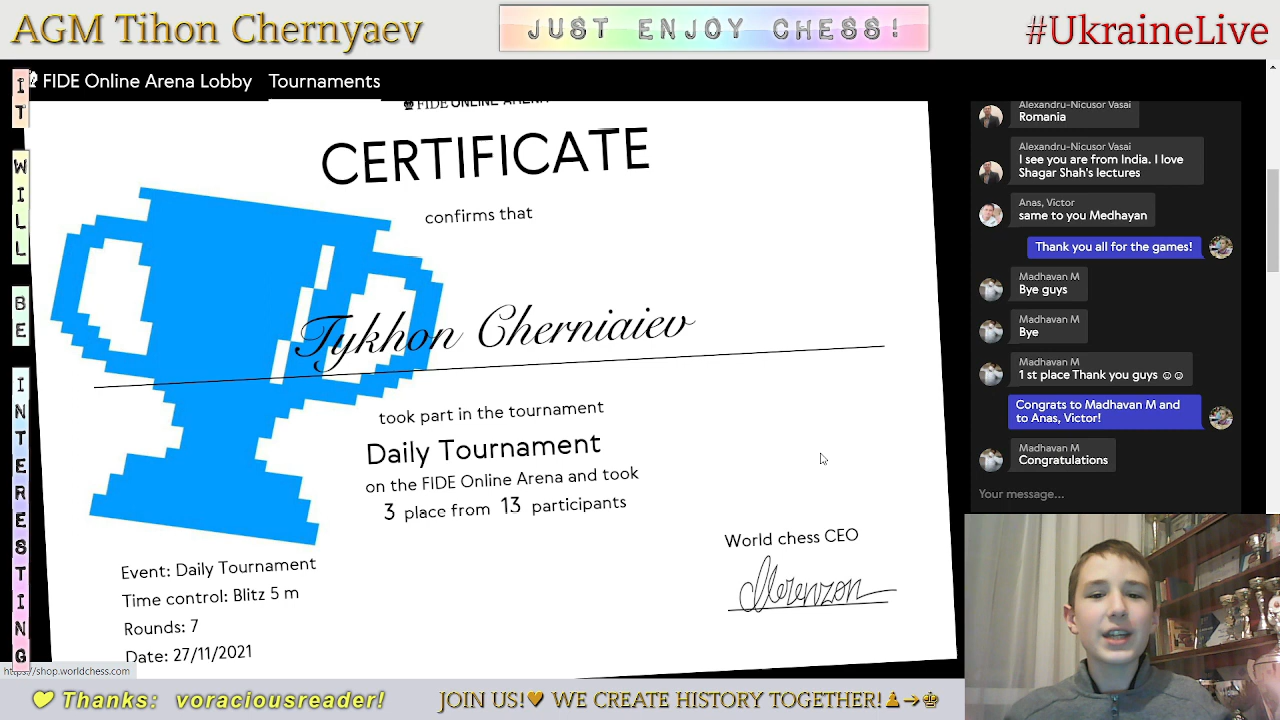 AGM Tihon Chernyaev
JUST ENJOY CHESS!
#UkraineLive
IT WILL BE INTERESTING
FIDE Online Arena Lobby
Tournaments
FIDE ONLINE ARENA
CERTIFICATE
confirms that
Tykhon Cherniaiev
took part in the tournament
Daily Tournament
on the FIDE Online Arena and took
3 place from 13 participants
World chess CEO
Merenzon
Event: Daily Tournament
Time control: Blitz 5 m
Rounds: 7
Date: 27/11/2021
https://shop.worldchess.com
Alexandru-Nicusor Vasai
Romania
Alexandru-Nicusor Vasai
I see you are from India. I love
Shagar Shah's lectures
Anas, Victor
same to you Medhayan
Thank you all for the games!
Madhavan M
Bye guys
Madhavan M
Bye
Madhavan M
1 st place Thank you guys ☺☺
Congrats to Madhavan M and
to Anas, Victor!
Madhavan M
Congratulations
Your message...
Thanks: voraciousreader!
JOIN US!♥ WE CREATE HISTORY TOGETHER!♟→♚